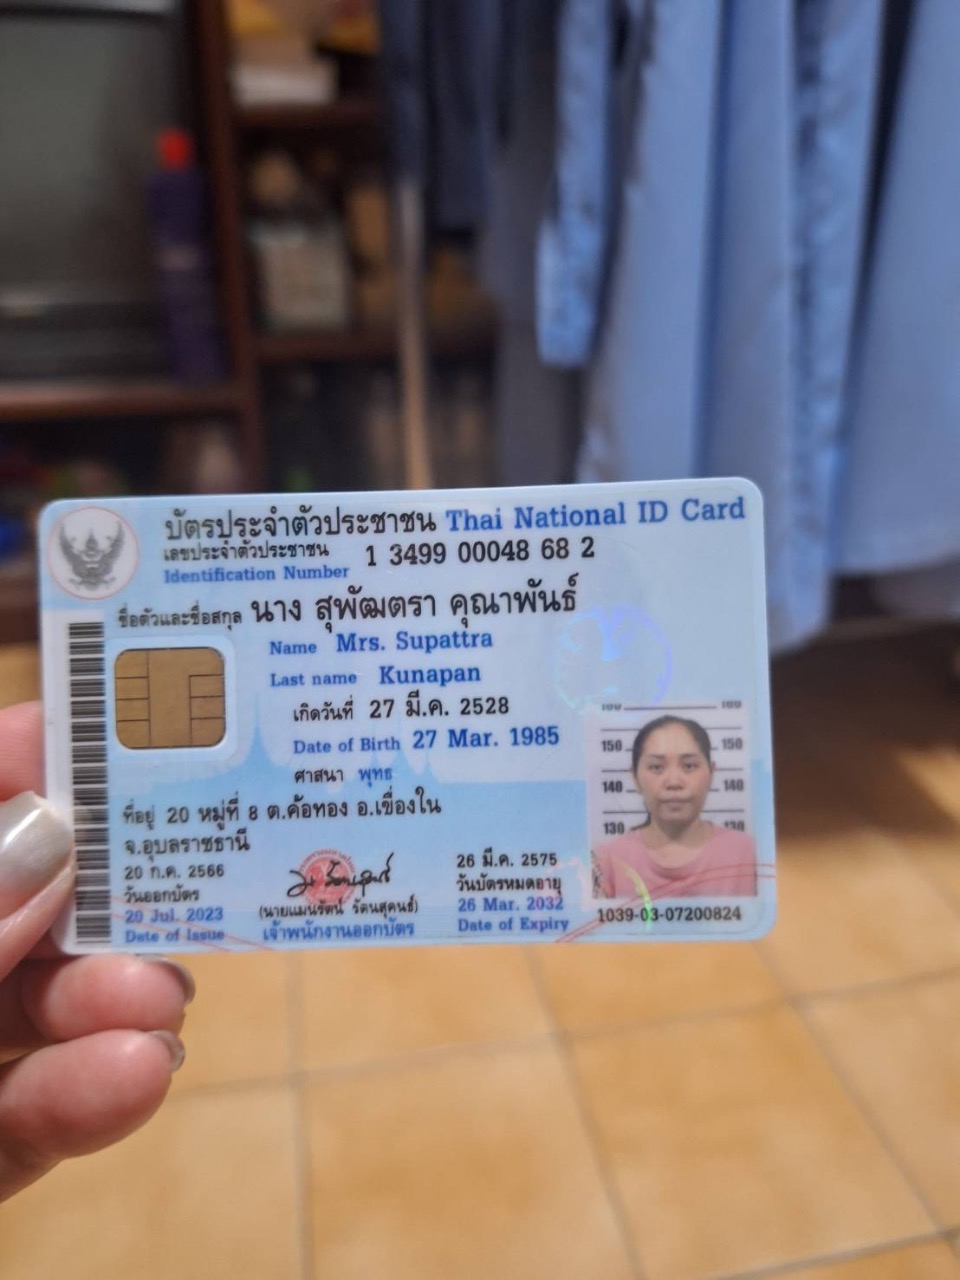 บัตรประจำตัวประชาชน Thai National ID Card
เลขประจำตัวประชาชน 1 3499 00048 68 2
Identification Number
ชื่อตัวและชื่อสกุล นาง สุพัฒตรา คุณาพันธ์
Name Mrs. Supattra
Last name Kunapan
เกิดวันที่ 27 มี.ค. 2528
Date of Birth 27 Mar. 1985
ศาสนา พุทธ
ที่อยู่ 20 หมู่ที่ 8 ต.ค้อทอง อ.เขื่องใน
จ.อุบลราชธานี
20 ก.ค. 2566
วันออกบัตร
20 Jul. 2023
Date of Issue
(นายแมนรัตน์ รัตนสุคนธ์)
เจ้าพนักงานออกบัตร
26 มี.ค. 2575
วันบัตรหมดอายุ
26 Mar. 2032
Date of Expiry
150 150
140 140
130 130
1039-03-07200824